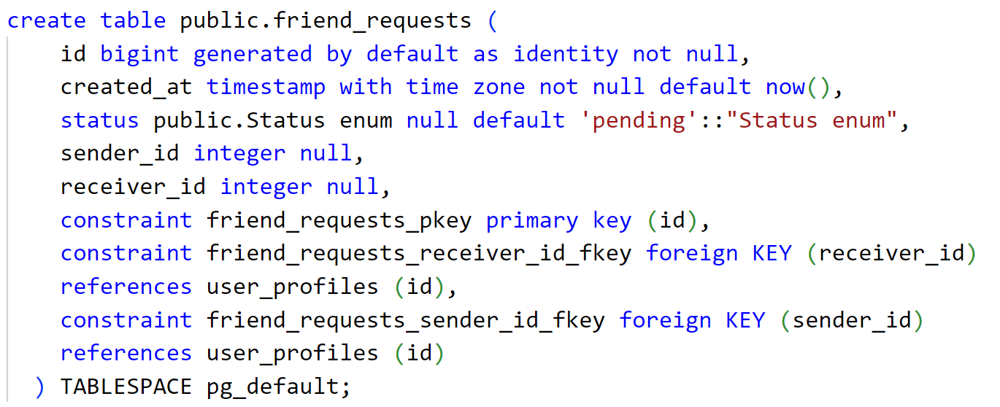 create table public.friend_requests (
id bigint generated by default as identity not null,
created_at timestamp with time zone not null default now(),
status public.Status enum null default 'pending'::"Status enum",
sender_id integer null,
receiver_id integer null,
constraint friend_requests_pkey primary key (id),
constraint friend_requests_receiver_id_fkey foreign KEY (receiver_id)
references user_profiles (id),
constraint friend_requests_sender_id_fkey foreign KEY (sender_id)
references user_profiles (id)
) TABLESPACE pg_default;